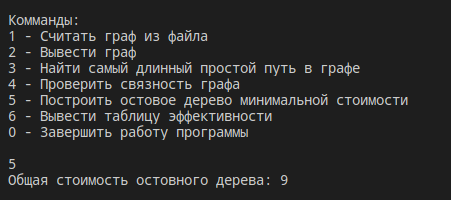 Комманды:
1 - Считать граф из файла
2 - Вывести граф
3 - Найти самый длинный простой путь в графе
4 - Проверить связность графа
5 - Построить остовое дерево минимальной стоимости
6 - Вывести таблицу эффективности
0 - Завершить работу программы
5
Общая стоимость остовного дерева: 9